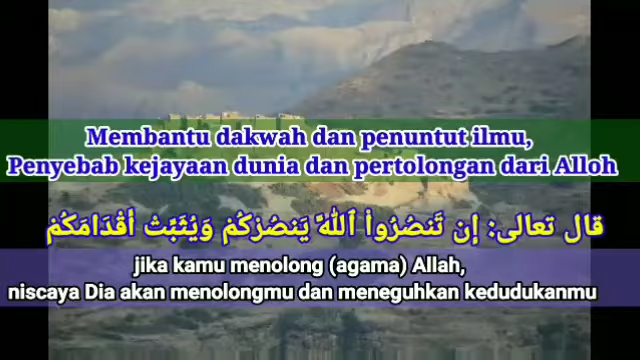 Membantu dakwah dan penuntut ilmu,
Penyebab kejayaan dunia dan pertolongan dari Alloh
قال تعالى: إِن تَنصُرُوا۟ ٱللَّهَ يَنصُرْكُمْ وَيُثَبِّتْ أَقْدَامَكُمْ
jika kamu menolong (agama) Allah,
niscaya Dia akan menolongmu dan meneguhkan kedudukanmu